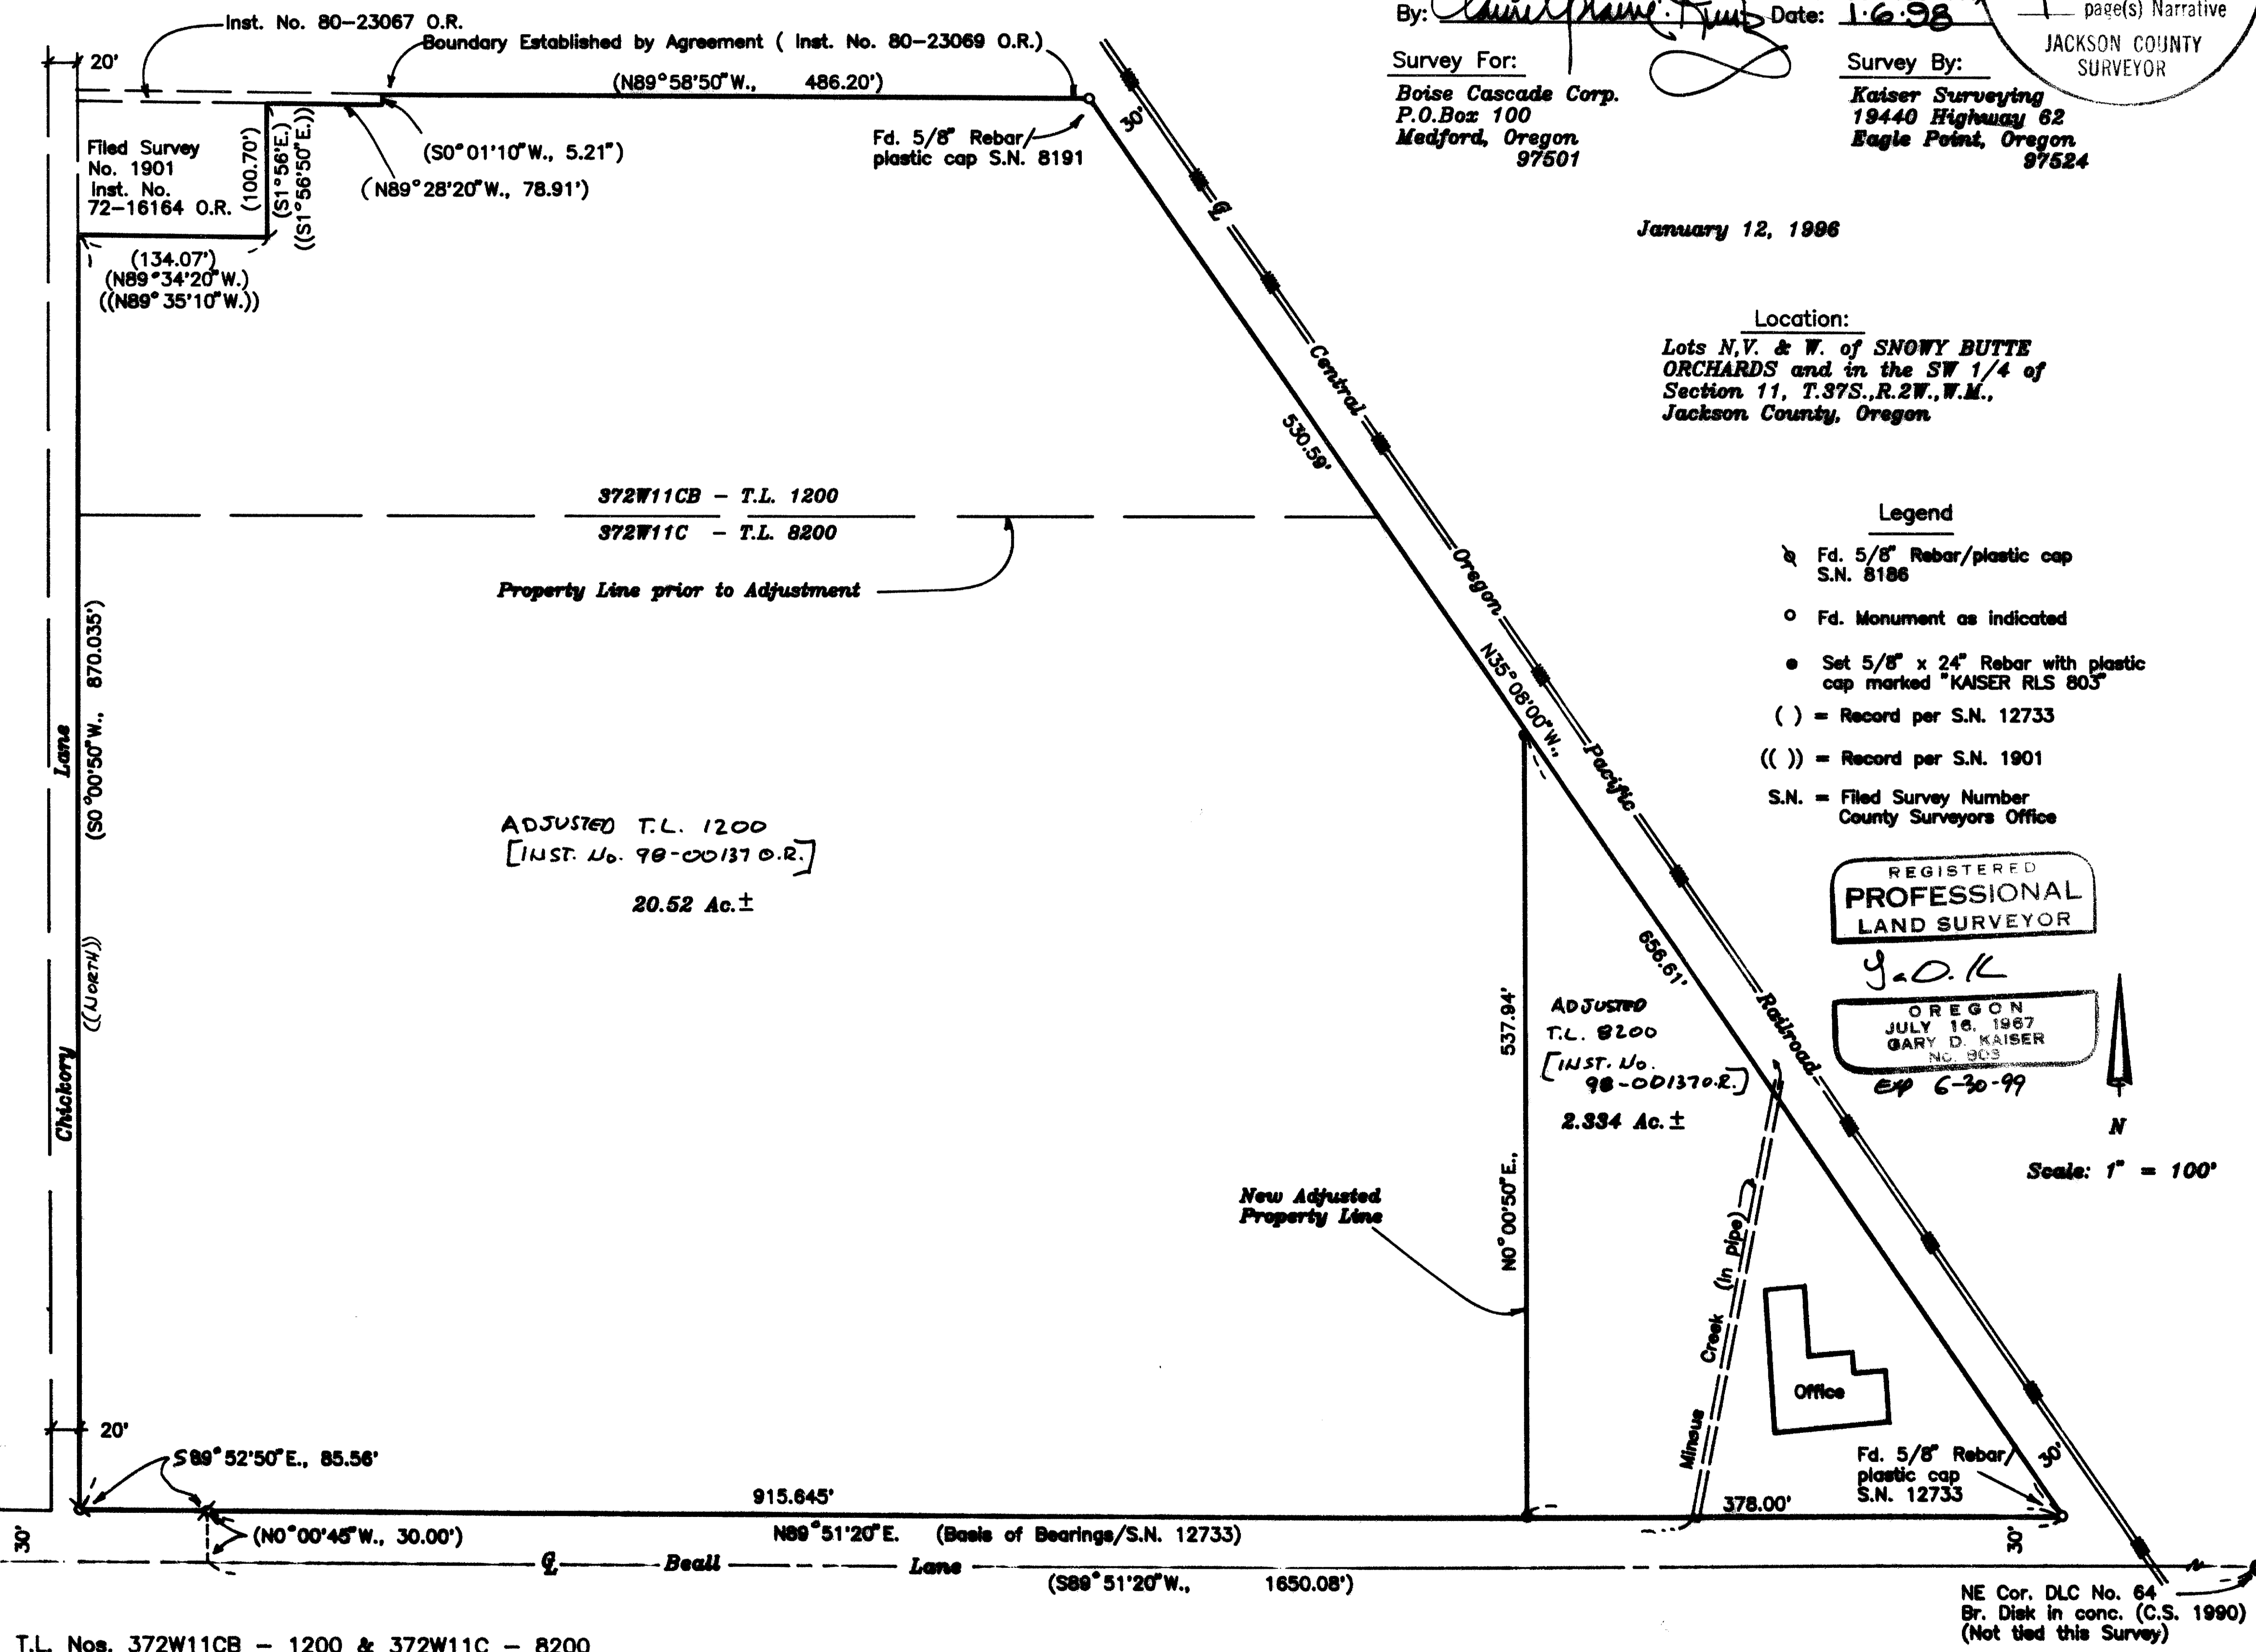 Inst. No. 80-23067 O.R.
Boundary Established by Agreement ( Inst. No. 80-23069 O.R.)
20'
(N89°58'50"W., 486.20')
Filed Survey
No. 1901
Inst. No.
72-16164 O.R.
(100.70')
(S1°56'E.)
((S1°56'50"E.))
(S0°01'10"W., 5.21")
(N89°28'20"W., 78.91')
Fd. 5/8" Rebar/
plastic cap S.N. 8191
30'
(134.07')
(N89°34'20"W.)
((N89°35'10"W.))
By:
Date: 1-6-98
page(s) Narrative
JACKSON COUNTY
SURVEYOR
Survey For:
Boise Cascade Corp.
P.O.Box 100
Medford, Oregon
97501
Survey By:
Kaiser Surveying
19440 Highway 62
Eagle Point, Oregon
97524
January 12, 1996
Location:
Lots N,V. & W. of SNOWY BUTTE
ORCHARDS and in the SW 1/4 of
Section 11, T.37S.,R.2W.,W.M.,
Jackson County, Oregon
CL Central Oregon Pacific Railroad
530.59'
N35°08'00"W.,
656.61'
372W11CB - T.L. 1200
372W11C - T.L. 8200
Property Line prior to Adjustment
Legend
Fd. 5/8" Rebar/plastic cap
S.N. 8186
Fd. Monument as indicated
Set 5/8" x 24" Rebar with plastic
cap marked "KAISER RLS 803"
( ) = Record per S.N. 12733
(( )) = Record per S.N. 1901
S.N. = Filed Survey Number
County Surveyors Office
Chickory Lane
(S0°00'50"W., 870.035')
((NORTH))
ADJUSTED T.L. 1200
[INST. No. 98-00137 O.R.]
20.52 Ac.±
REGISTERED
PROFESSIONAL
LAND SURVEYOR
OREGON
JULY 16, 1967
GARY D. KAISER
No. 803
Exp 6-30-99
N
Scale: 1" = 100'
537.94'
N0°00'50"E.,
ADJUSTED
T.L. 8200
[INST. No.
98-00137 O.R.]
2.334 Ac.±
New Adjusted
Property Line
Minous Creek (in pipe)
Office
Fd. 5/8" Rebar/
plastic cap
S.N. 12733
30'
20'
S89°52'50"E., 85.56'
915.645'
378.00'
30'
(N0°00'45"W., 30.00')
N89°51'20"E. (Basis of Bearings/S.N. 12733)
30'
CL Beall Lane
(S89°51'20"W., 1650.08')
NE Cor. DLC No. 64
Br. Disk in conc. (C.S. 1990)
(Not tied this Survey)
T.L. Nos. 372W11CB - 1200 & 372W11C - 8200